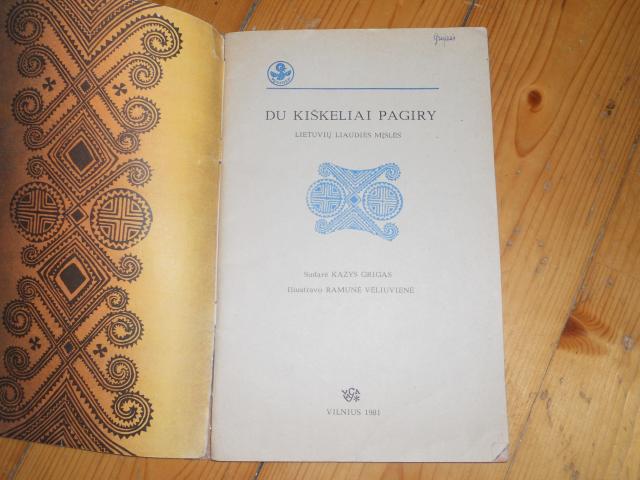 DU KIŠKELIAI PAGIRY
LIETUVIŲ LIAUDIES MĮSLĖS
Sudarė KAZYS GRIGAS
Iliustravo RAMUNĖ VĖLIUVIENĖ
VILNIUS 1981